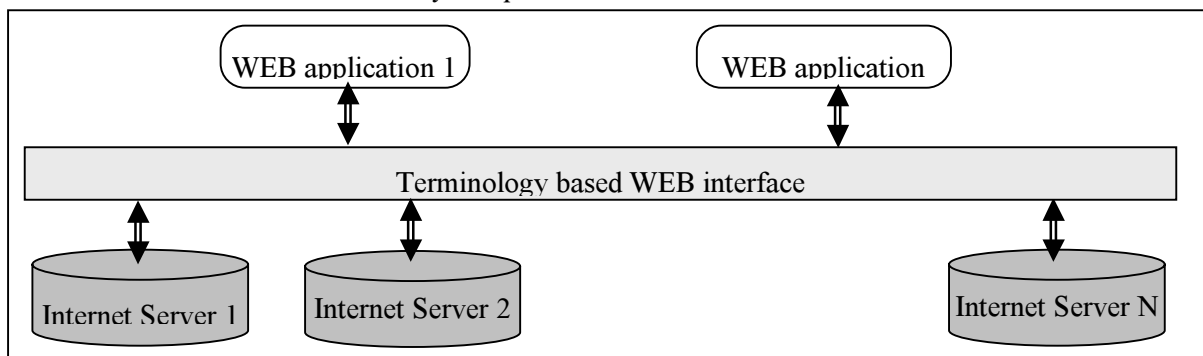 WEB application 1
WEB application
Terminology based WEB interface
Internet Server 1
Internet Server 2
Internet Server N